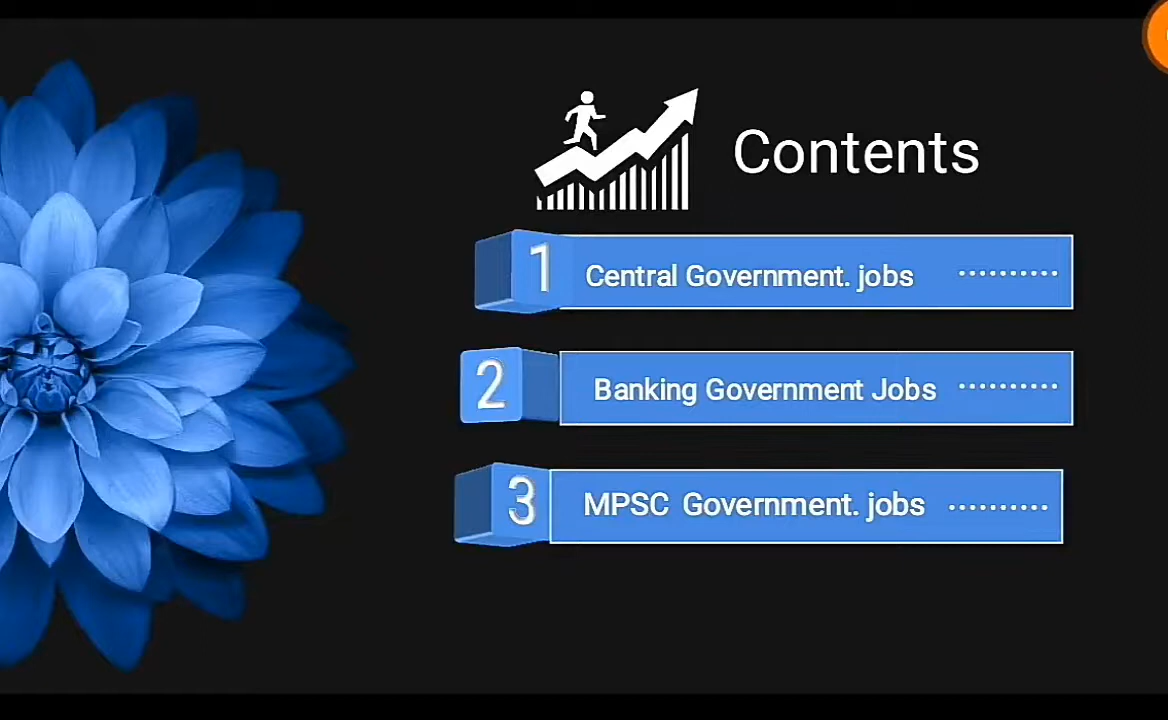 Contents
1 Central Government. jobs ..........
2 Banking Government Jobs ..........
3 MPSC Government. jobs ..........